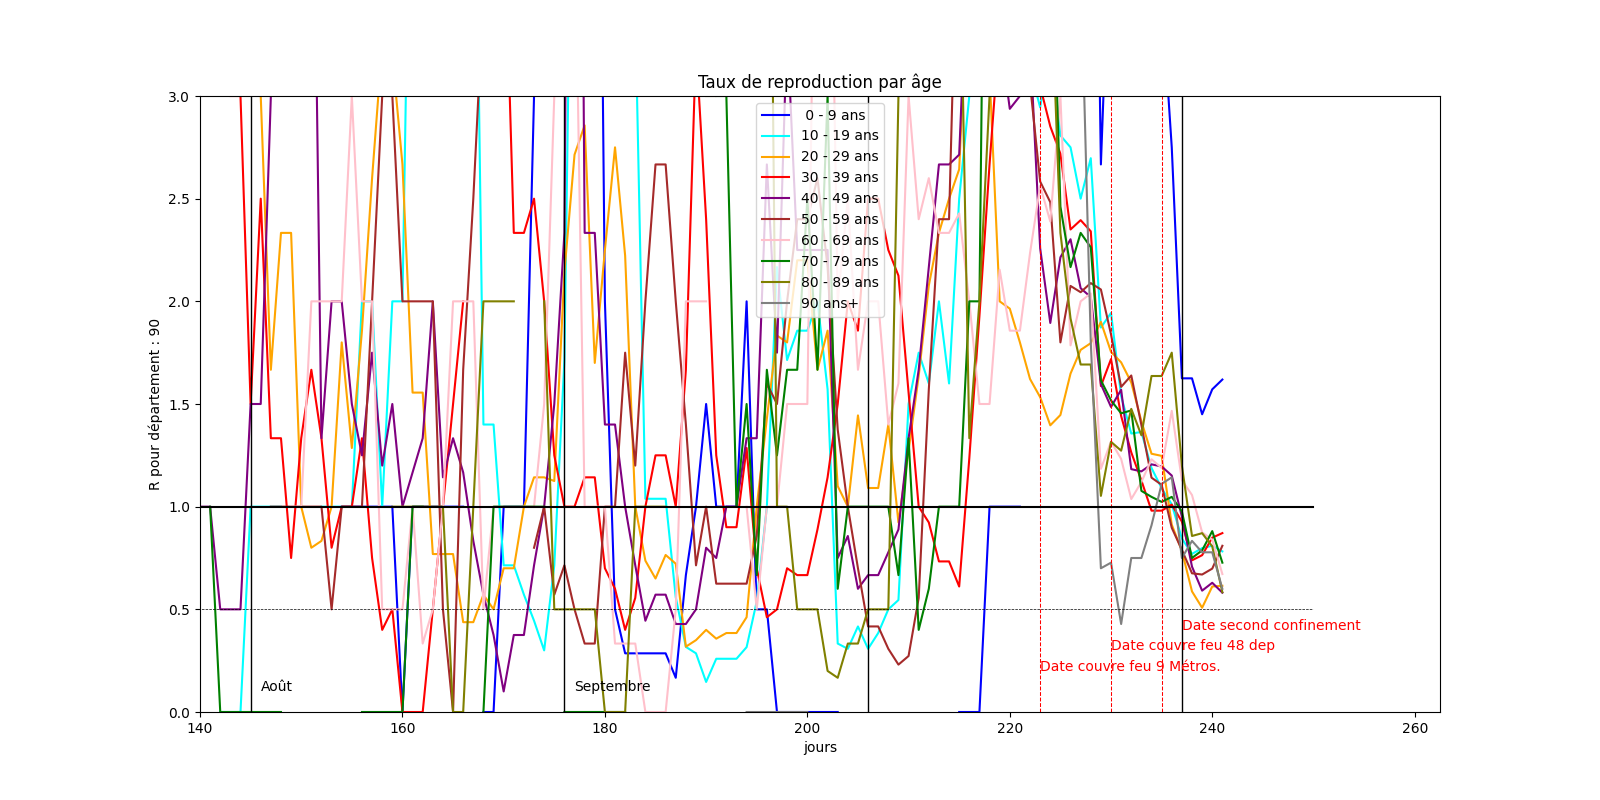 Taux de reproduction par âge
3.0
2.5
2.0
1.5
1.0
0.5
0.0
R pour département : 90
0 - 9 ans
10 - 19 ans
20 - 29 ans
30 - 39 ans
40 - 49 ans
50 - 59 ans
60 - 69 ans
70 - 79 ans
80 - 89 ans
90 ans+
Date second confinement
Date couvre feu 48 dep
Date couvre feu 9 Métros.
Août
Septembre
140
160
180
200
220
240
260
jours